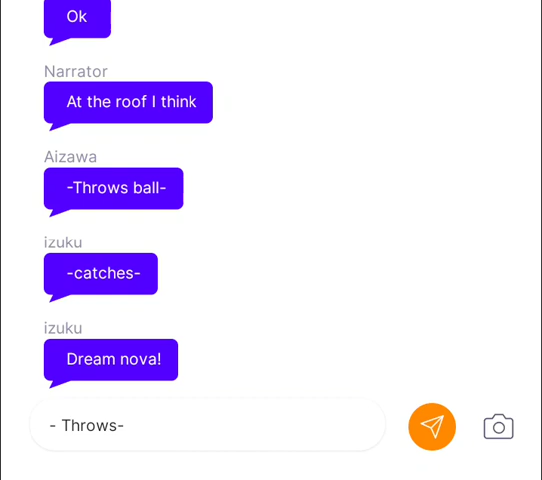 Ok
Narrator
At the roof I think
Aizawa
-Throws ball-
izuku
-catches-
izuku
Dream nova!
- Throws-